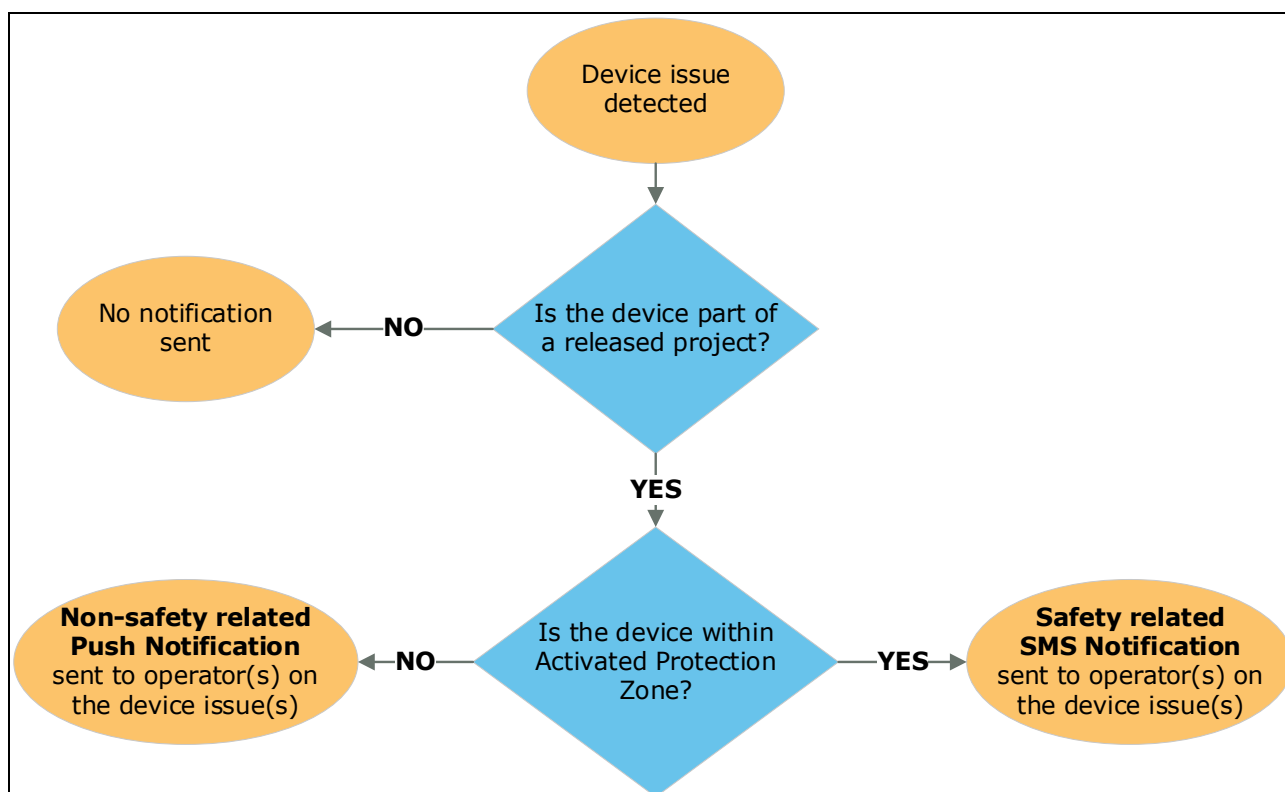 Device issue
detected
No notification
sent
NO
Is the device part of
a released project?
YES
Non-safety related
Push Notification
sent to operator(s) on
the device issue(s)
NO
Is the device within
Activated Protection
Zone?
YES
Safety related
SMS Notification
sent to operator(s) on
the device issue(s)